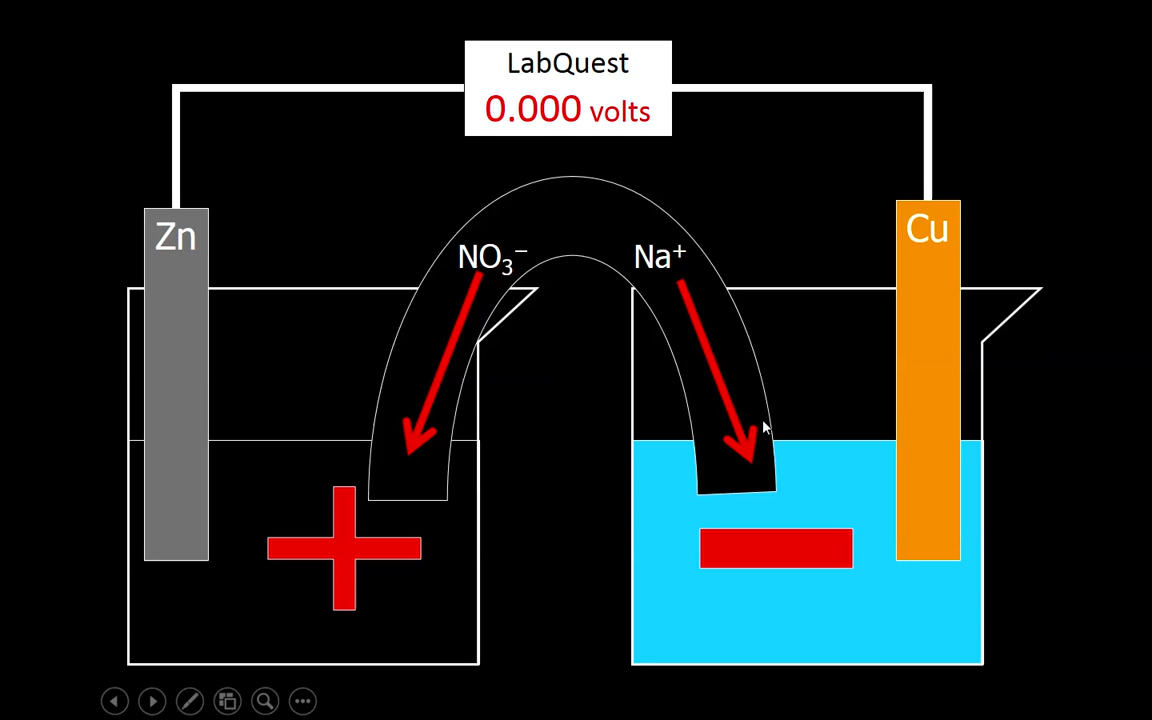 LabQuest
0.000 volts
Zn
Cu
NO₃⁻
Na⁺